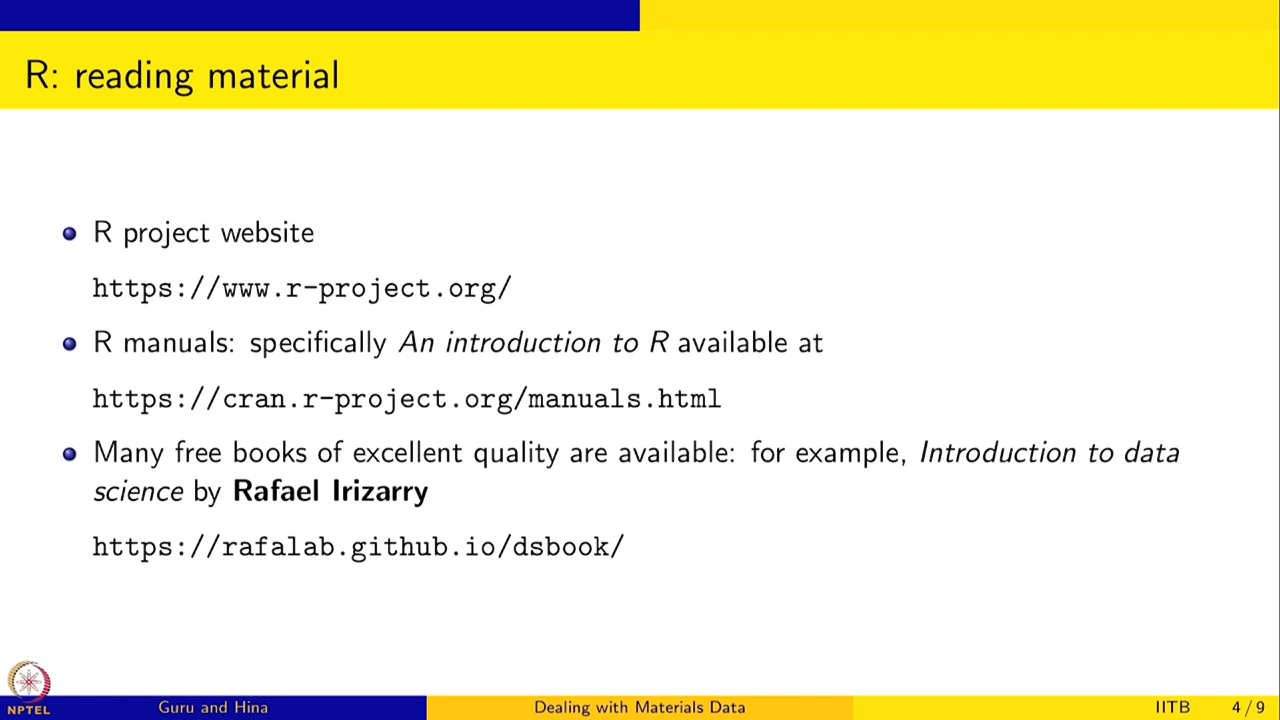 R: reading material
R project website
https://www.r-project.org/
R manuals: specifically An introduction to R available at
https://cran.r-project.org/manuals.html
Many free books of excellent quality are available: for example, Introduction to data
science by Rafael Irizarry
https://rafalab.github.io/dsbook/
NPTEL
Guru and Hina
Dealing with Materials Data
IITB
4 / 9